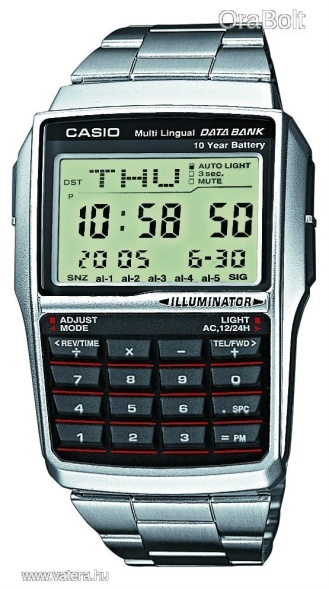 OraBolt
CASIO Multi Lingual DATA BANK
10 Year Battery
DST THU AUTO LIGHT
3 sec.
MUTE
P
10:58 50
2005 6-30
SNZ al-1 al-2 al-3 al-4 al-5 SIG
ILLUMINATOR
ADJUST LIGHT
MODE AC,12/24H
<REV/TIME TEL/FWD>
÷ × − +
7 8 9 0
4 5 6 . SPC
1 2 3 = PM
www.vatera.hu